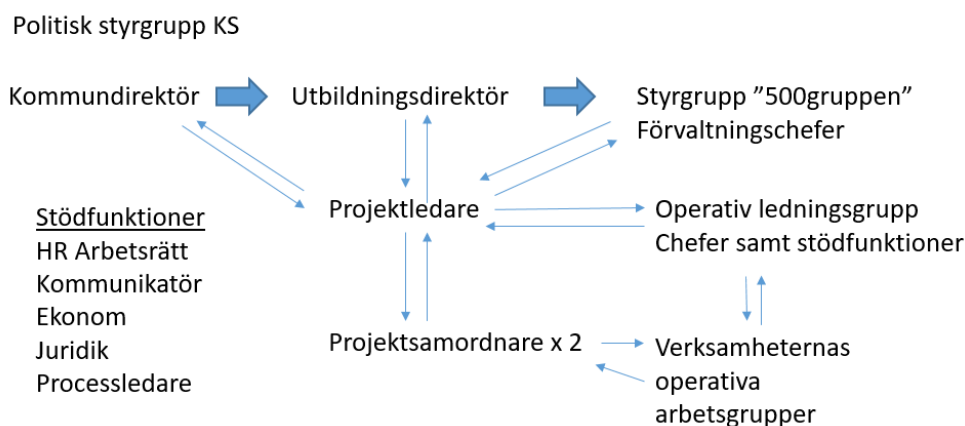 Politisk styrgrupp KS
Kommundirektör
Utbildningsdirektör
Styrgrupp ”500gruppen”
Förvaltningschefer
Projektledare
Operativ ledningsgrupp
Chefer samt stödfunktioner
Stödfunktioner
HR Arbetsrätt
Kommunikatör
Ekonom
Juridik
Processledare
Projektsamordnare x 2
Verksamheternas
operativa
arbetsgrupper